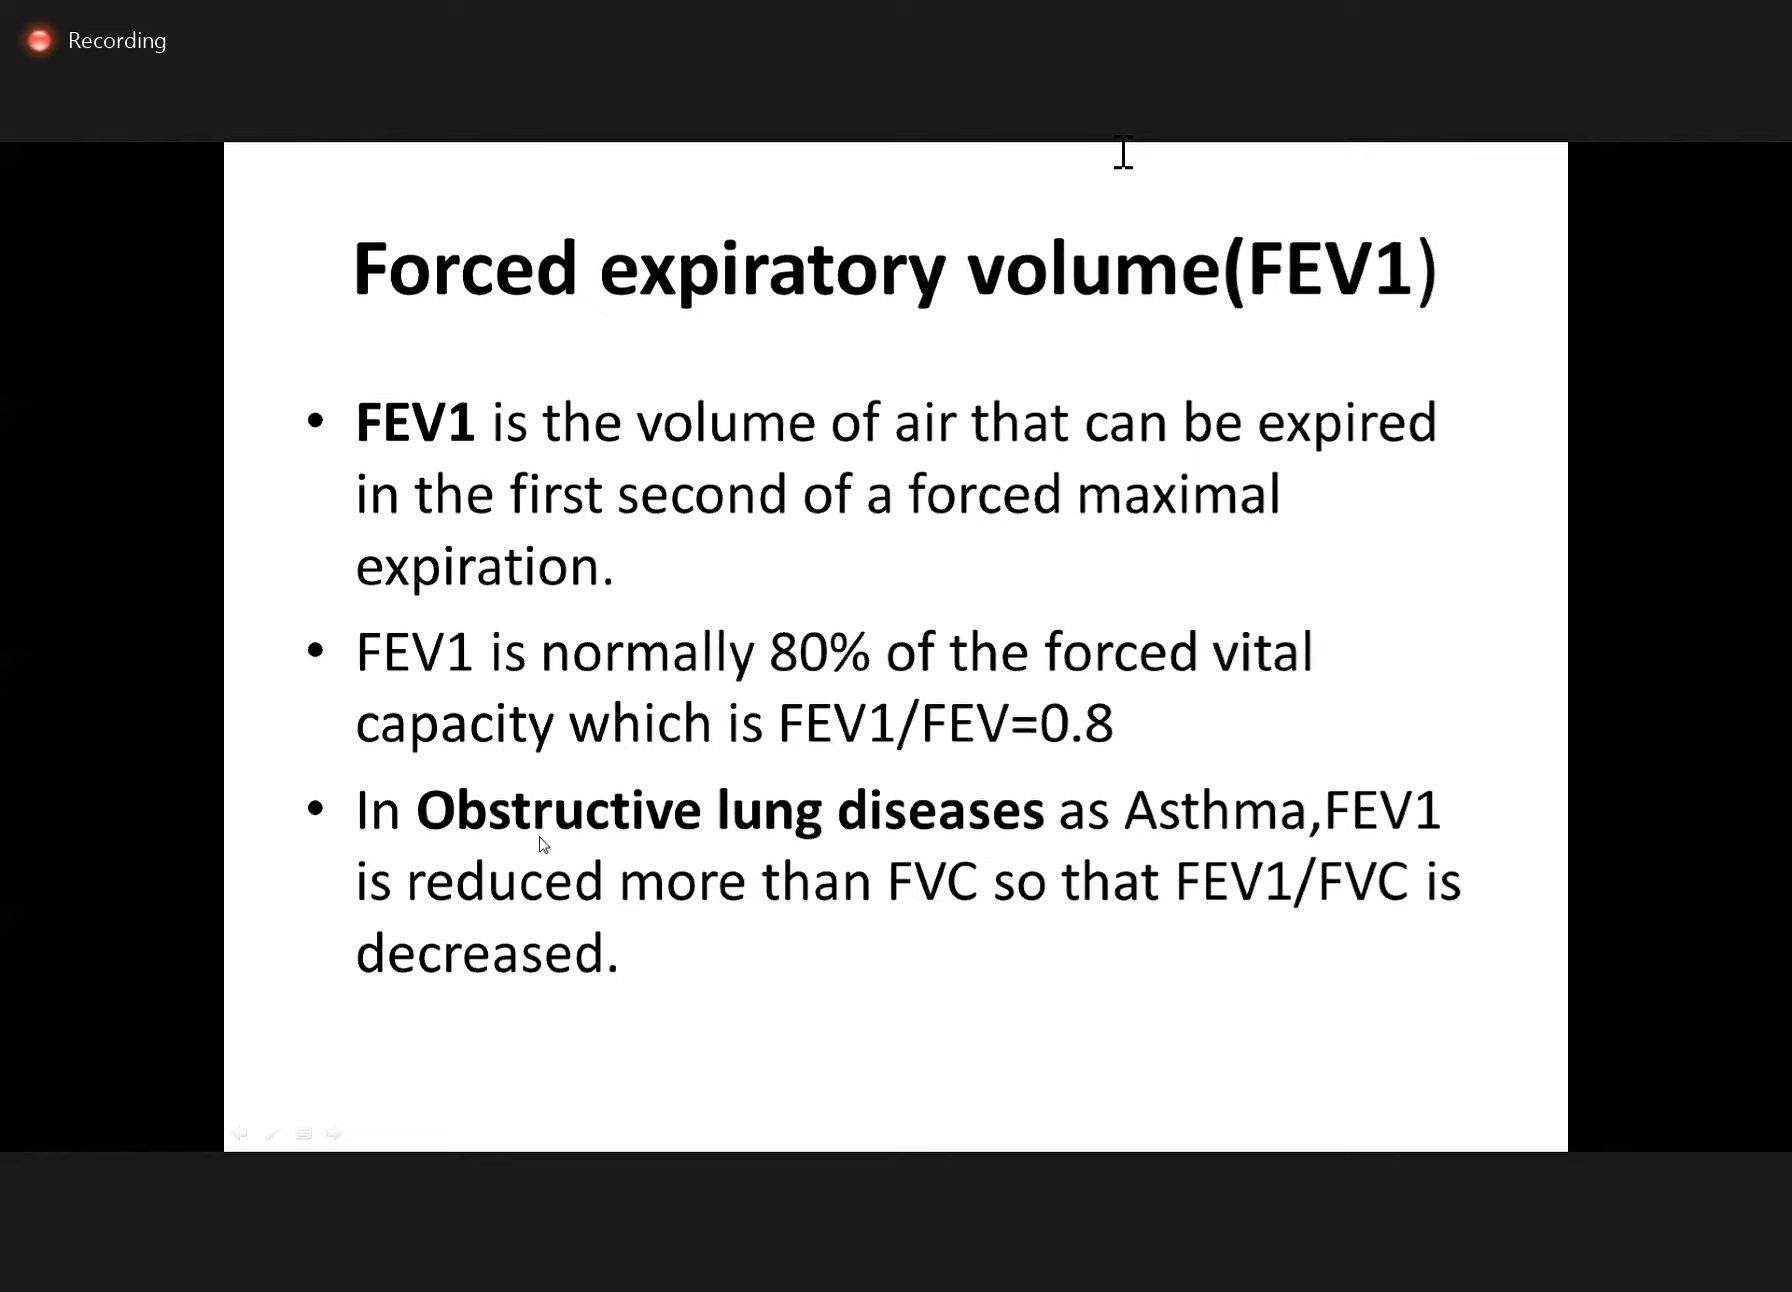 Recording
Forced expiratory volume(FEV1)
• FEV1 is the volume of air that can be expired
in the first second of a forced maximal
expiration.
• FEV1 is normally 80% of the forced vital
capacity which is FEV1/FEV=0.8
• In Obstructive lung diseases as Asthma,FEV1
is reduced more than FVC so that FEV1/FVC is
decreased.